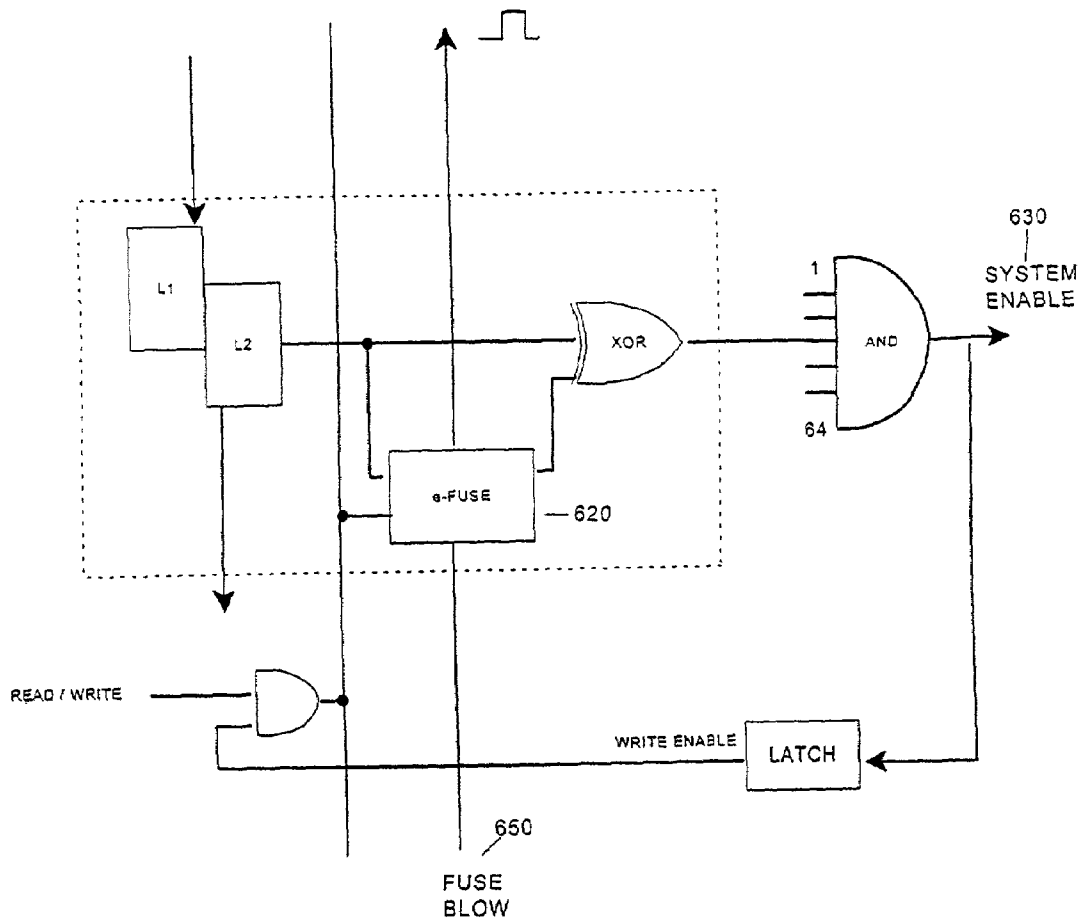 630
SYSTEM
ENABLE
1
L1
L2
XOR
AND
64
e-FUSE
620
READ / WRITE
WRITE ENABLE
LATCH
650
FUSE
BLOW